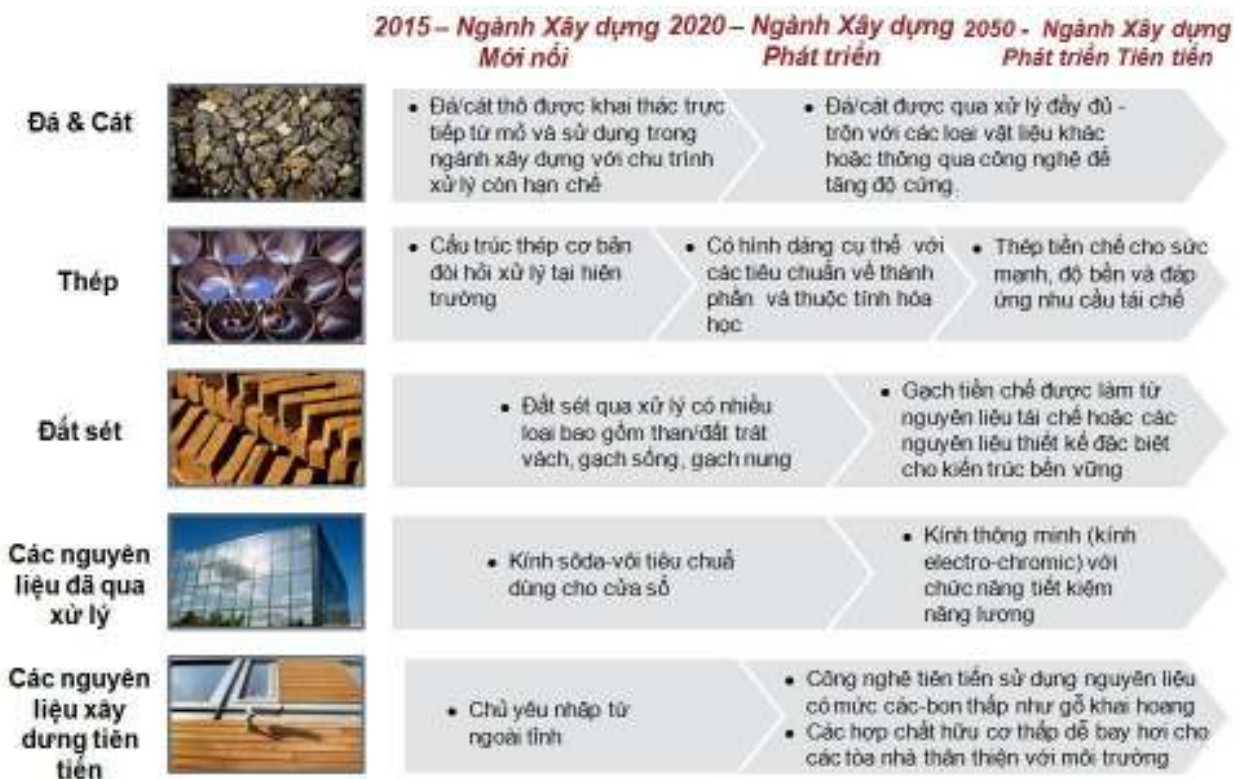 2015 – Ngành Xây dựng
Mới nổi
2020 – Ngành Xây dựng
Phát triển
2050 - Ngành Xây dựng
Phát triển Tiên tiến
Đá & Cát
• Đá/cát thô được khai thác trực
tiếp từ mỏ và sử dụng trong
ngành xây dựng với chu trình
xử lý còn hạn chế
• Đá/cát được qua xử lý đầy đủ -
trộn với các loại vật liệu khác
hoặc thông qua công nghệ để
tăng độ cứng.
Thép
• Cấu trúc thép cơ bản
đòi hỏi xử lý tại hiện
trường
• Có hình dáng cụ thể với
các tiêu chuẩn về thành
phần và thuộc tính hóa
học
• Thép tiền chế cho sức
mạnh, độ bền và đáp
ứng nhu cầu tái chế
Đất sét
• Đất sét qua xử lý có nhiều
loại bao gồm than/đất trát
vách, gạch sống, gạch nung
• Gạch tiền chế được làm từ
nguyên liệu tái chế hoặc các
nguyên liệu thiết kế đặc biệt
cho kiến trúc bền vững
Các nguyên
liệu đã qua
xử lý
• Kính sôda-vôi tiêu chuẩ
dùng cho cửa sổ
• Kính thông minh (kính
electro-chromic) với
chức năng tiết kiệm
năng lượng
Các nguyên
liệu xây
dựng tiên
tiến
• Chủ yếu nhập từ
ngoài tỉnh
• Công nghệ tiên tiến sử dụng nguyên liệu
có mức các-bon thấp như gỗ khai hoang
• Các hợp chất hữu cơ thấp dễ bay hơi cho
các tòa nhà thân thiện với môi trường